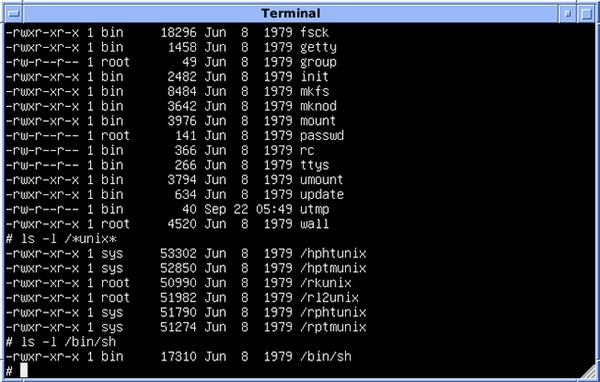 Terminal
-rwxr-xr-x 1 bin     18296 Jun  8  1979 fsck
-rwxr-xr-x 1 bin      1458 Jun  8  1979 getty
-rw-r--r-- 1 root       49 Jun  8  1979 group
-rwxr-xr-x 1 bin      2482 Jun  8  1979 init
-rwxr-xr-x 1 bin      8484 Jun  8  1979 mkfs
-rwxr-xr-x 1 bin      3642 Jun  8  1979 mknod
-rwxr-xr-x 1 bin      3976 Jun  8  1979 mount
-rw-r--r-- 1 root      141 Jun  8  1979 passwd
-rw-r--r-- 1 bin       366 Jun  8  1979 rc
-rw-r--r-- 1 bin       266 Jun  8  1979 ttys
-rwxr-xr-x 1 bin      3794 Jun  8  1979 umount
-rwxr-xr-x 1 bin       634 Jun  8  1979 update
-rw-r--r-- 1 bin        40 Sep 22 05:49 utmp
-rwxr-xr-x 1 root     4520 Jun  8  1979 wall
# ls -l /*unix*
-rwxr-xr-x 1 sys     53302 Jun  8  1979 /hphtunix
-rwxr-xr-x 1 sys     52850 Jun  8  1979 /hptmunix
-rwxr-xr-x 1 root    50990 Jun  8  1979 /rkunix
-rwxr-xr-x 1 root    51982 Jun  8  1979 /rl2unix
-rwxr-xr-x 1 sys     51790 Jun  8  1979 /rphtunix
-rwxr-xr-x 1 sys     51274 Jun  8  1979 /rptmunix
# ls -l /bin/sh
-rwxr-xr-x 1 bin     17310 Jun  8  1979 /bin/sh
#